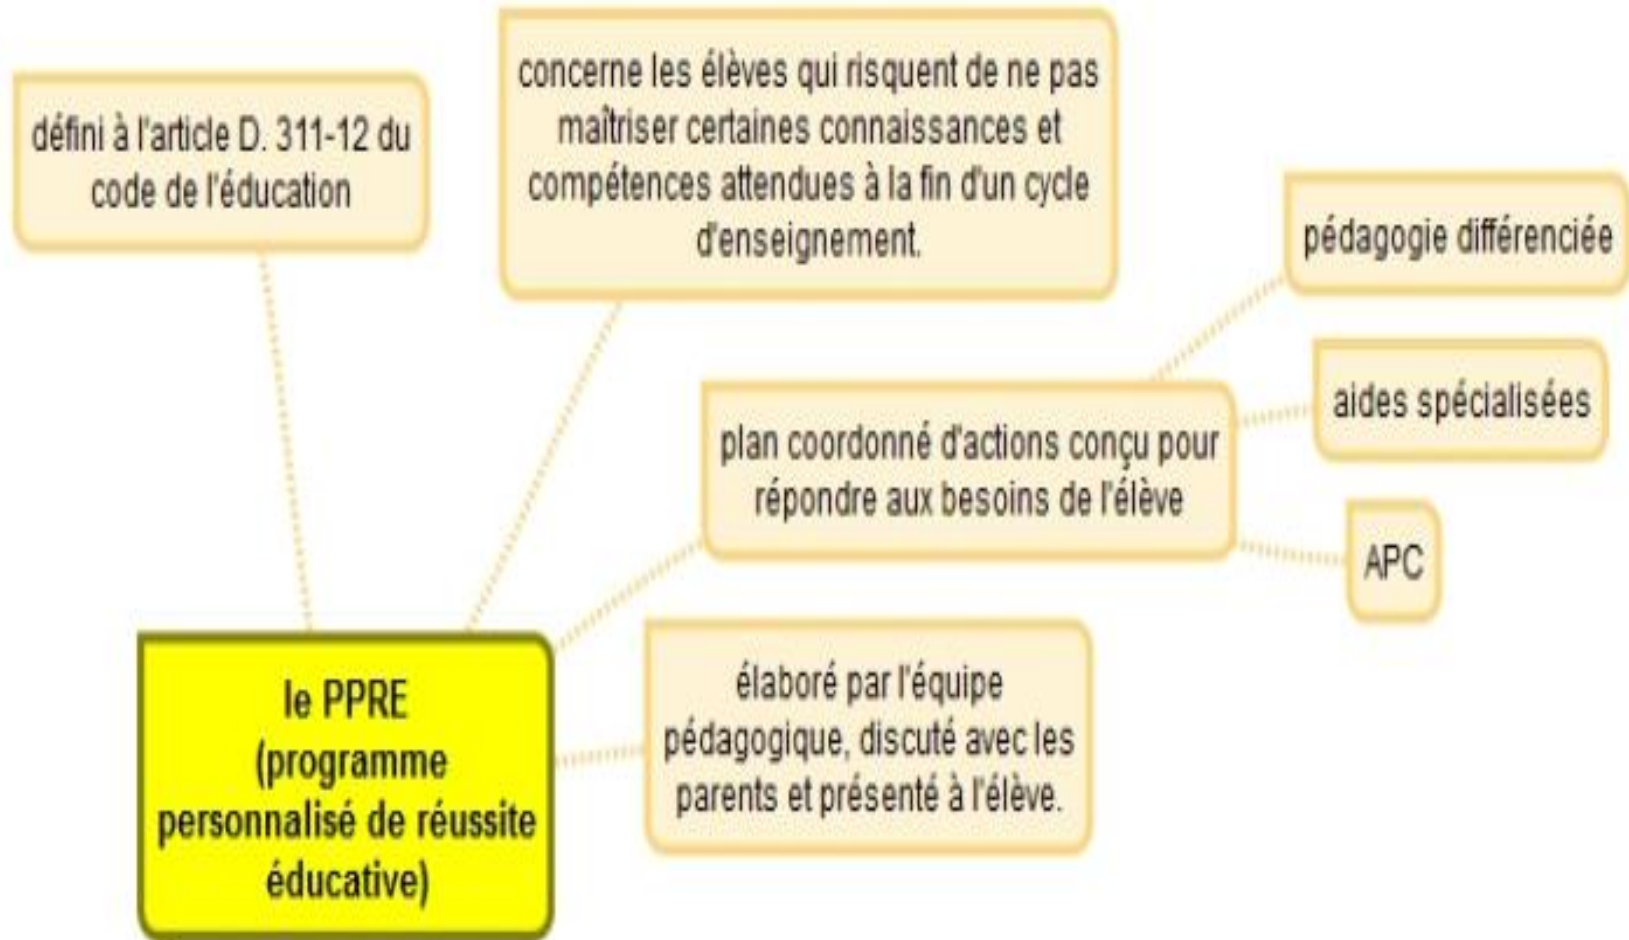 défini à l'article D. 311-12 du
code de l'éducation
concerne les élèves qui risquent de ne pas
maîtriser certaines connaissances et
compétences attendues à la fin d'un cycle
d'enseignement.
pédagogie différenciée
aides spécialisées
plan coordonné d'actions conçu pour
répondre aux besoins de l'élève
APC
le PPRE
(programme
personnalisé de réussite
éducative)
élaboré par l'équipe
pédagogique, discuté avec les
parents et présenté à l'élève.